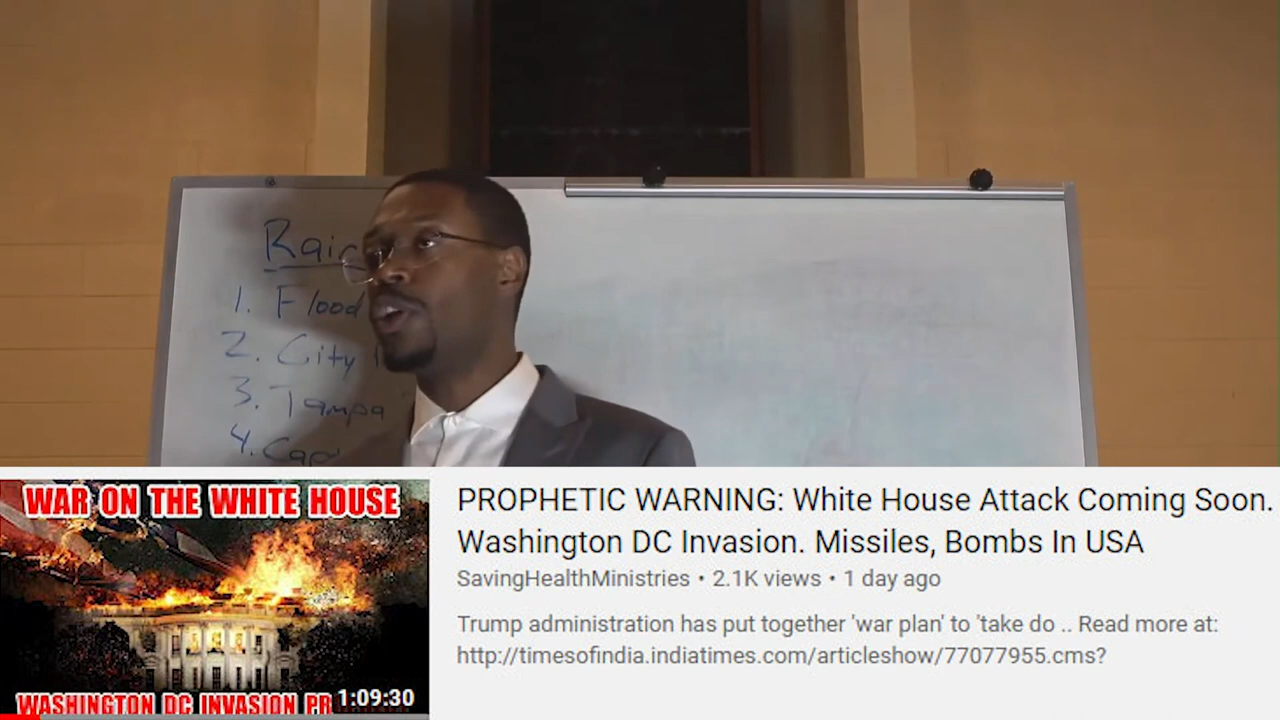 1. Flood
2. City
3. Tampa
4.
WAR ON THE WHITE HOUSE
WASHINGTON DC INVASION
1:09:30
PROPHETIC WARNING: White House Attack Coming Soon.
Washington DC Invasion. Missiles, Bombs In USA
SavingHealthMinistries • 2.1K views • 1 day ago
Trump administration has put together 'war plan' to 'take do .. Read more at:
http://timesofindia.indiatimes.com/articleshow/77077955.cms?